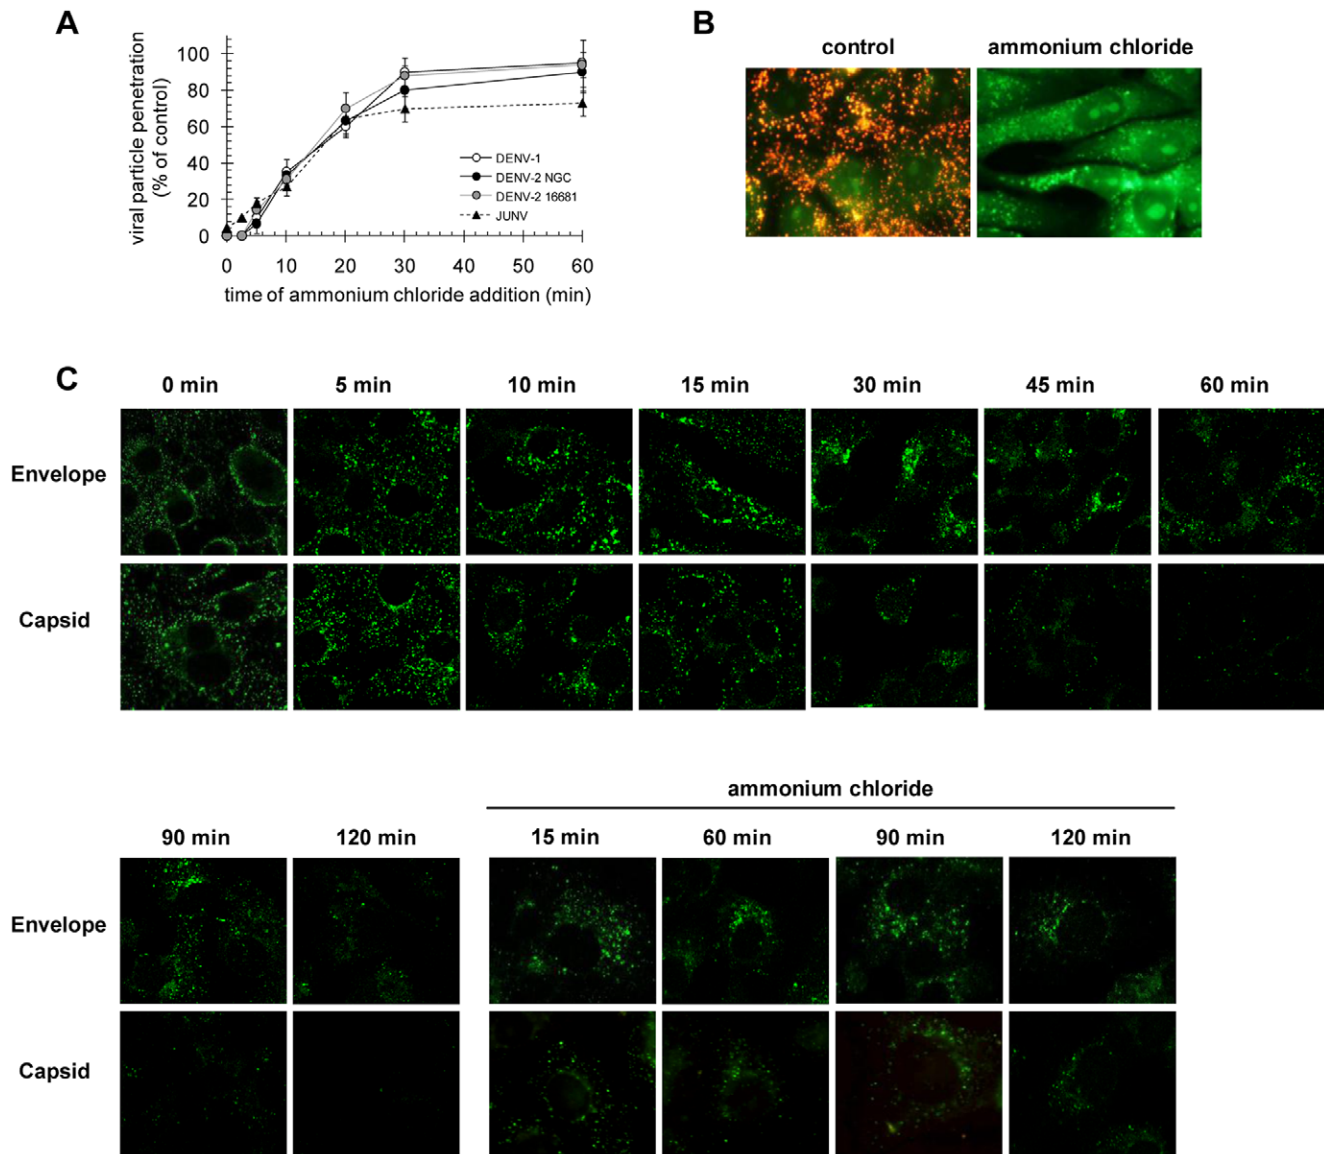 A
viral particle penetration
(% of control)
100
80
60
40
20
0
0 10 20 30 40 50 60
time of ammonium chloride addition (min)
DENV-1
DENV-2 NGC
DENV-2 16681
JUNV
B
control ammonium chloride
C
0 min 5 min 10 min 15 min 30 min 45 min 60 min
Envelope
Capsid
ammonium chloride
90 min 120 min 15 min 60 min 90 min 120 min
Envelope
Capsid